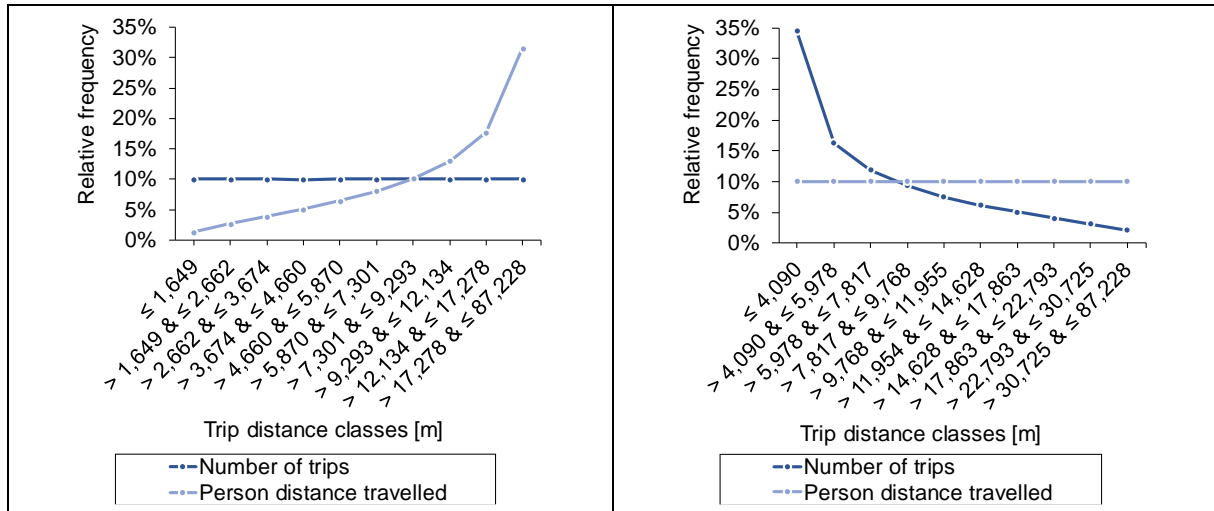 Relative frequency
35%
30%
25%
20%
15%
10%
5%
0%
≤ 1,649
> 1,649 & ≤ 2,662
> 2,662 & ≤ 3,674
> 3,674 & ≤ 4,660
> 4,660 & ≤ 5,870
> 5,870 & ≤ 7,301
> 7,301 & ≤ 9,293
> 9,293 & ≤ 12,134
> 12,134 & ≤ 17,278
> 17,278 & ≤ 87,228
Trip distance classes [m]
Number of trips
Person distance travelled
Relative frequency
35%
30%
25%
20%
15%
10%
5%
0%
≤ 4,090
> 4,090 & ≤ 5,978
> 5,978 & ≤ 7,817
> 7,817 & ≤ 9,768
> 9,768 & ≤ 11,955
> 11,954 & ≤ 14,628
> 14,628 & ≤ 17,863
> 17,863 & ≤ 22,793
> 22,793 & ≤ 30,725
> 30,725 & ≤ 87,228
Trip distance classes [m]
Number of trips
Person distance travelled